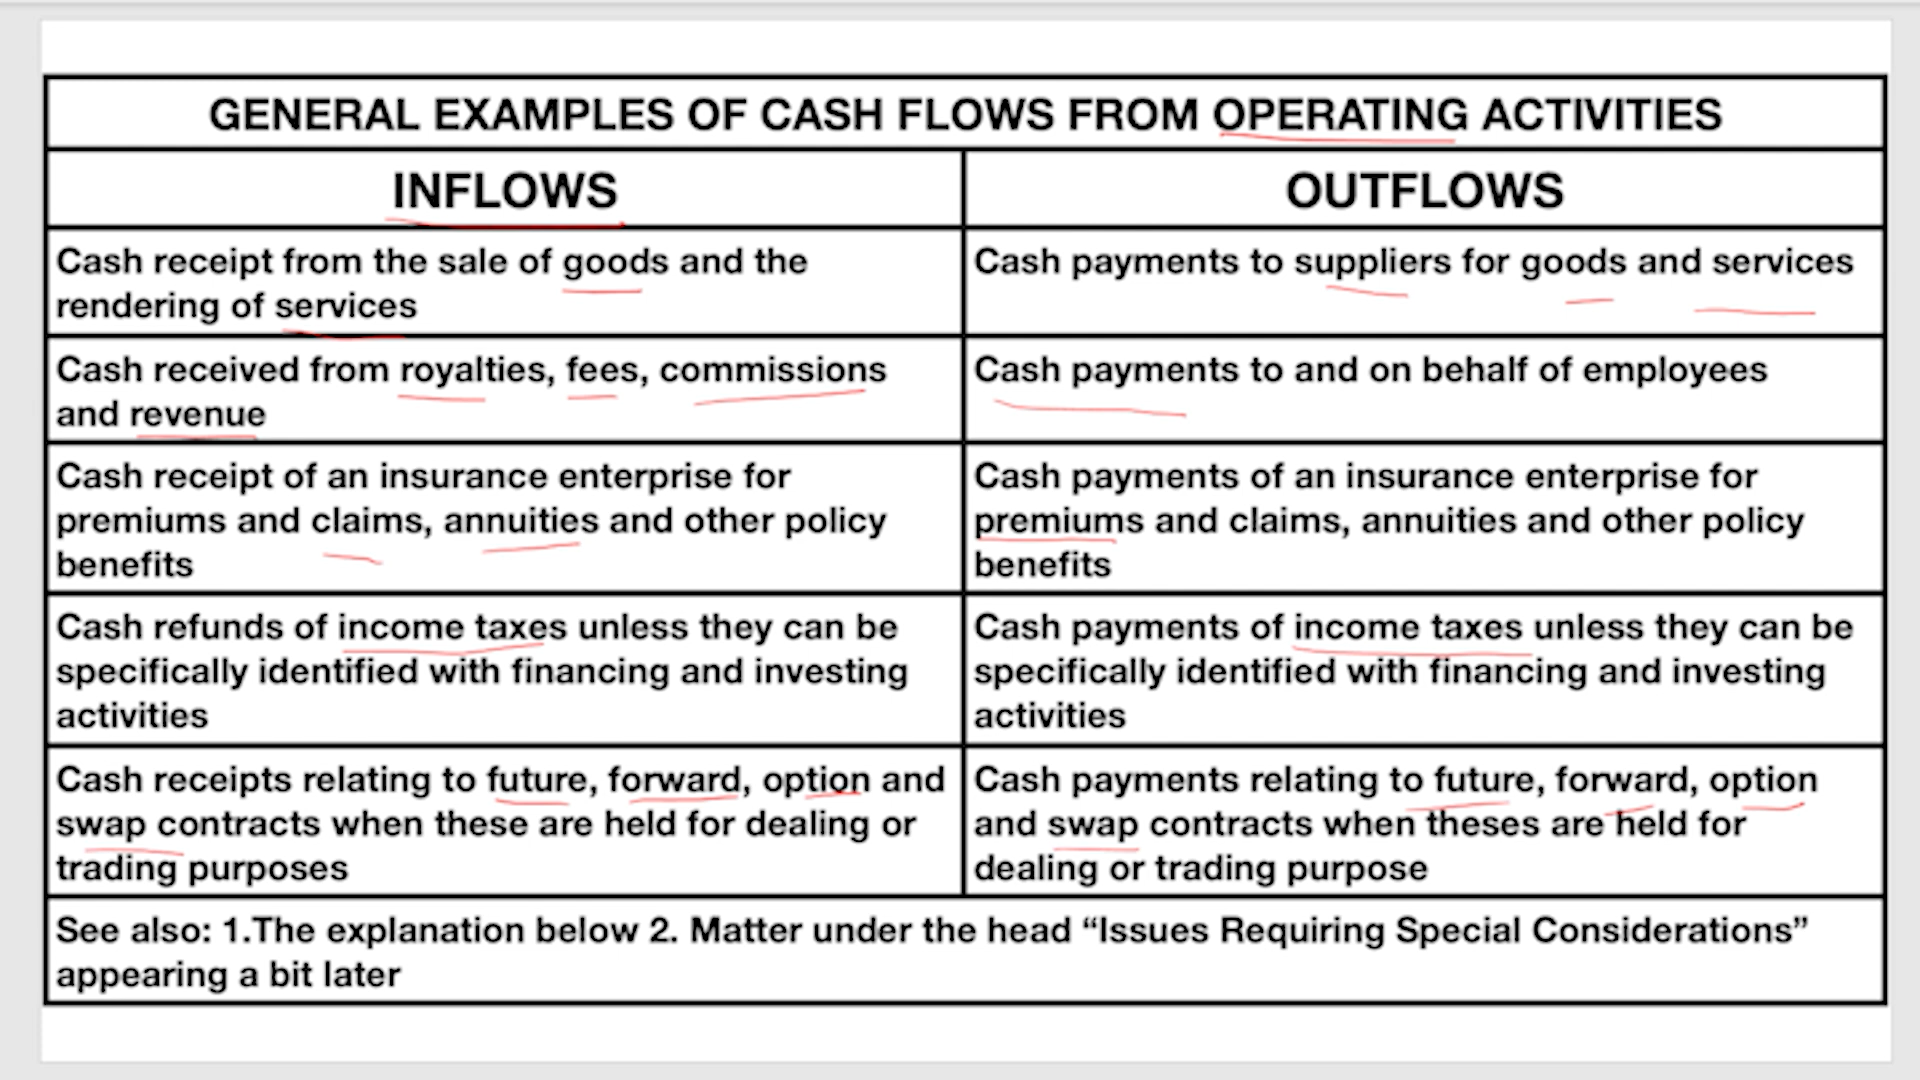 GENERAL EXAMPLES OF CASH FLOWS FROM OPERATING ACTIVITIES
INFLOWS
OUTFLOWS
Cash receipt from the sale of goods and the
rendering of services
Cash payments to suppliers for goods and services
Cash received from royalties, fees, commissions
and revenue
Cash payments to and on behalf of employees
Cash receipt of an insurance enterprise for
premiums and claims, annuities and other policy
benefits
Cash payments of an insurance enterprise for
premiums and claims, annuities and other policy
benefits
Cash refunds of income taxes unless they can be
specifically identified with financing and investing
activities
Cash payments of income taxes unless they can be
specifically identified with financing and investing
activities
Cash receipts relating to future, forward, option and
swap contracts when these are held for dealing or
trading purposes
Cash payments relating to future, forward, option
and swap contracts when theses are held for
dealing or trading purpose
See also: 1.The explanation below 2. Matter under the head “Issues Requiring Special Considerations”
appearing a bit later